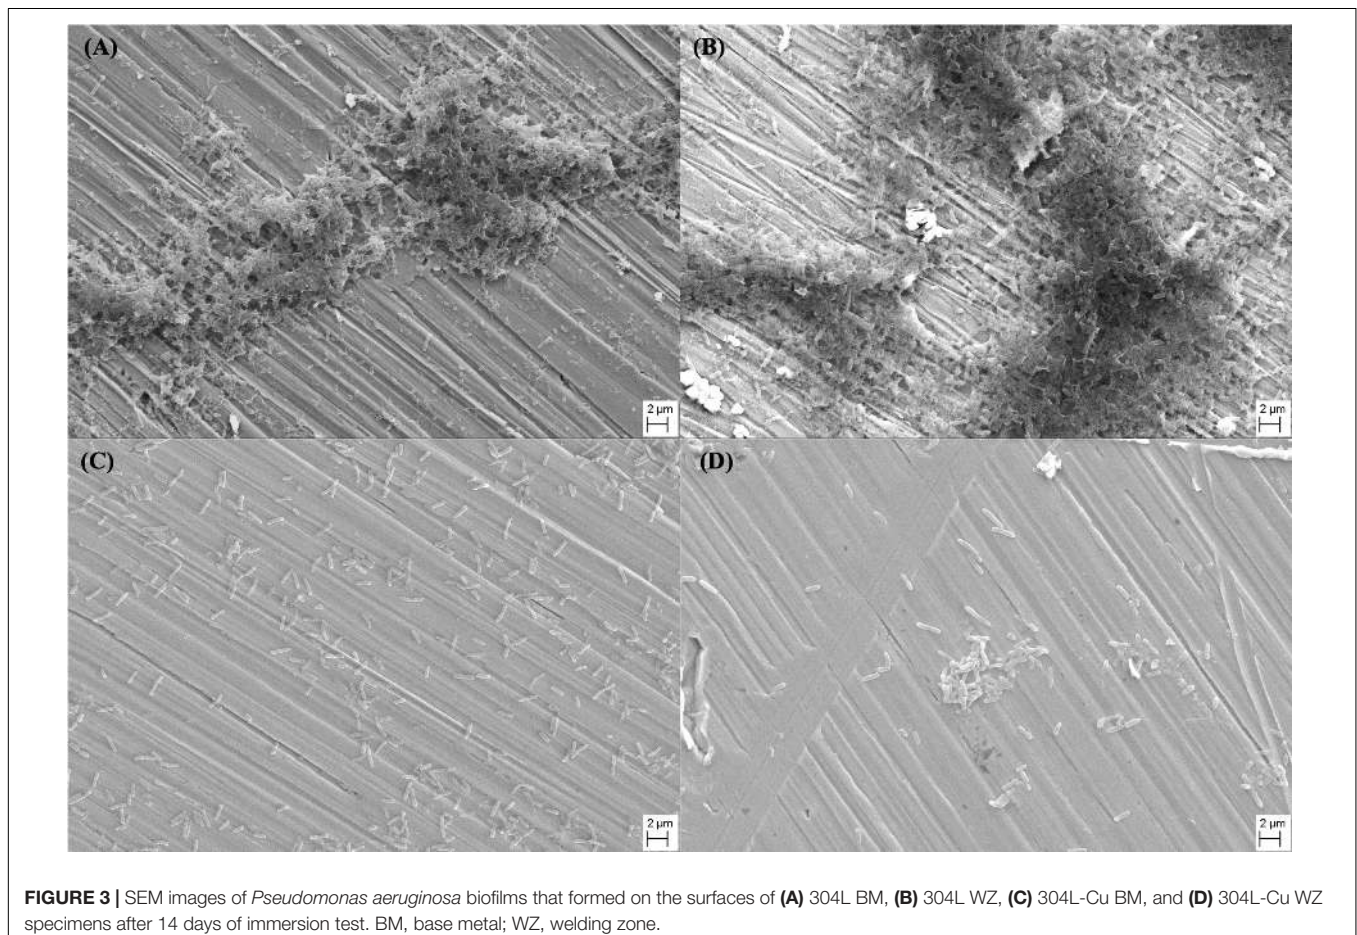 (A)
(B)
2 µm
2 µm
(C)
(D)
2 µm
2 µm
FIGURE 3 | SEM images of Pseudomonas aeruginosa biofilms that formed on the surfaces of (A) 304L BM, (B) 304L WZ, (C) 304L-Cu BM, and (D) 304L-Cu WZ
specimens after 14 days of immersion test. BM, base metal; WZ, welding zone.